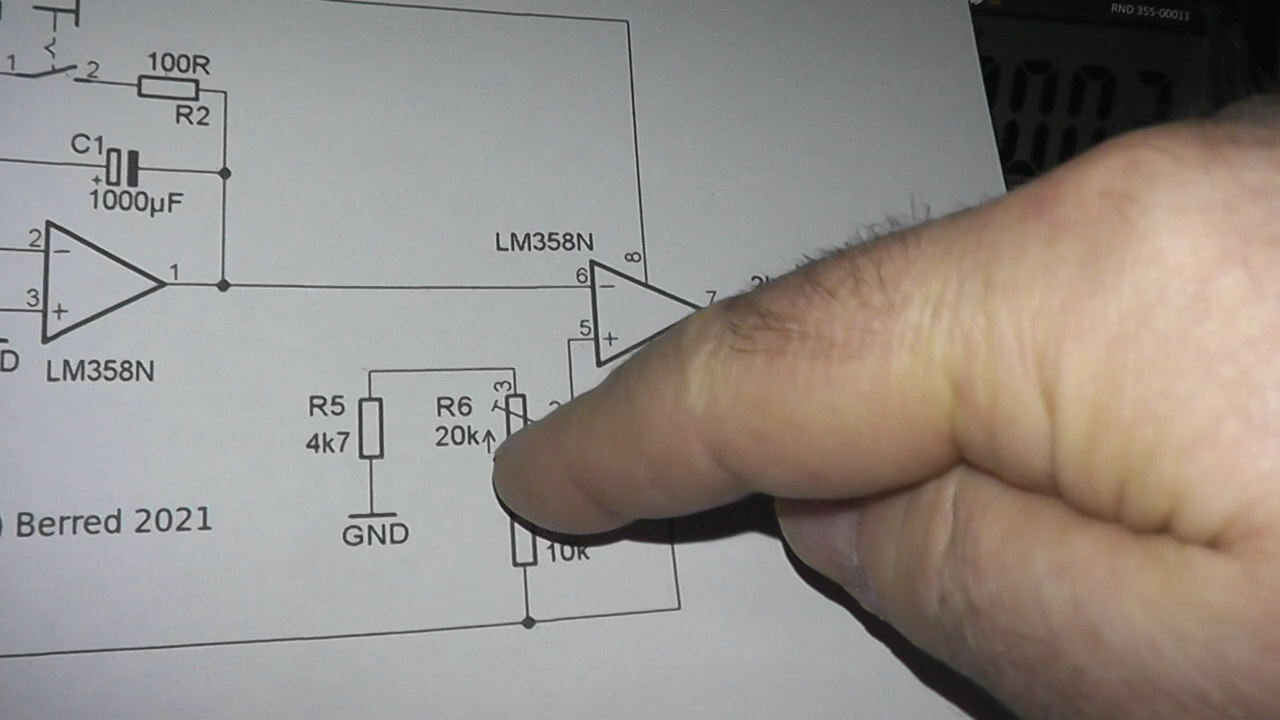 RND 355-00011
1
2
100R
R2
C1
+
1000µF
2
−
3
+
1
LM358N
D
LM358N
8
6
−
7
5
+
R5
4k7
GND
R6
20k
3
10k
) Berred 2021